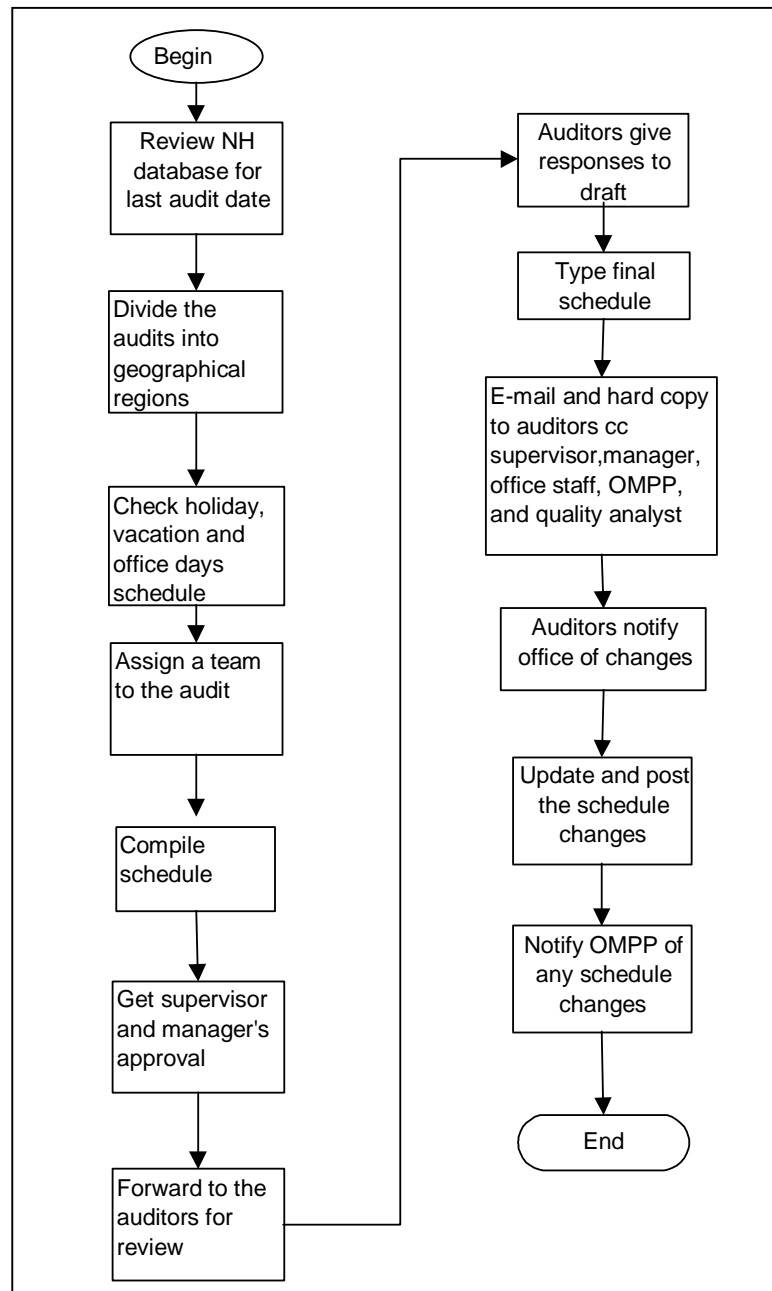 Begin
Review NH
database for
last audit date
Divide the
audits into
geographical
regions
Check holiday,
vacation and
office days
schedule
Assign a team
to the audit
Compile
schedule
Get supervisor
and manager's
approval
Forward to the
auditors for
review
Auditors give
responses to
draft
Type final
schedule
E-mail and hard copy
to auditors cc
supervisor,manager,
office staff, OMPP,
and quality analyst
Auditors notify
office of changes
Update and post
the schedule
changes
Notify OMPP of
any schedule
changes
End